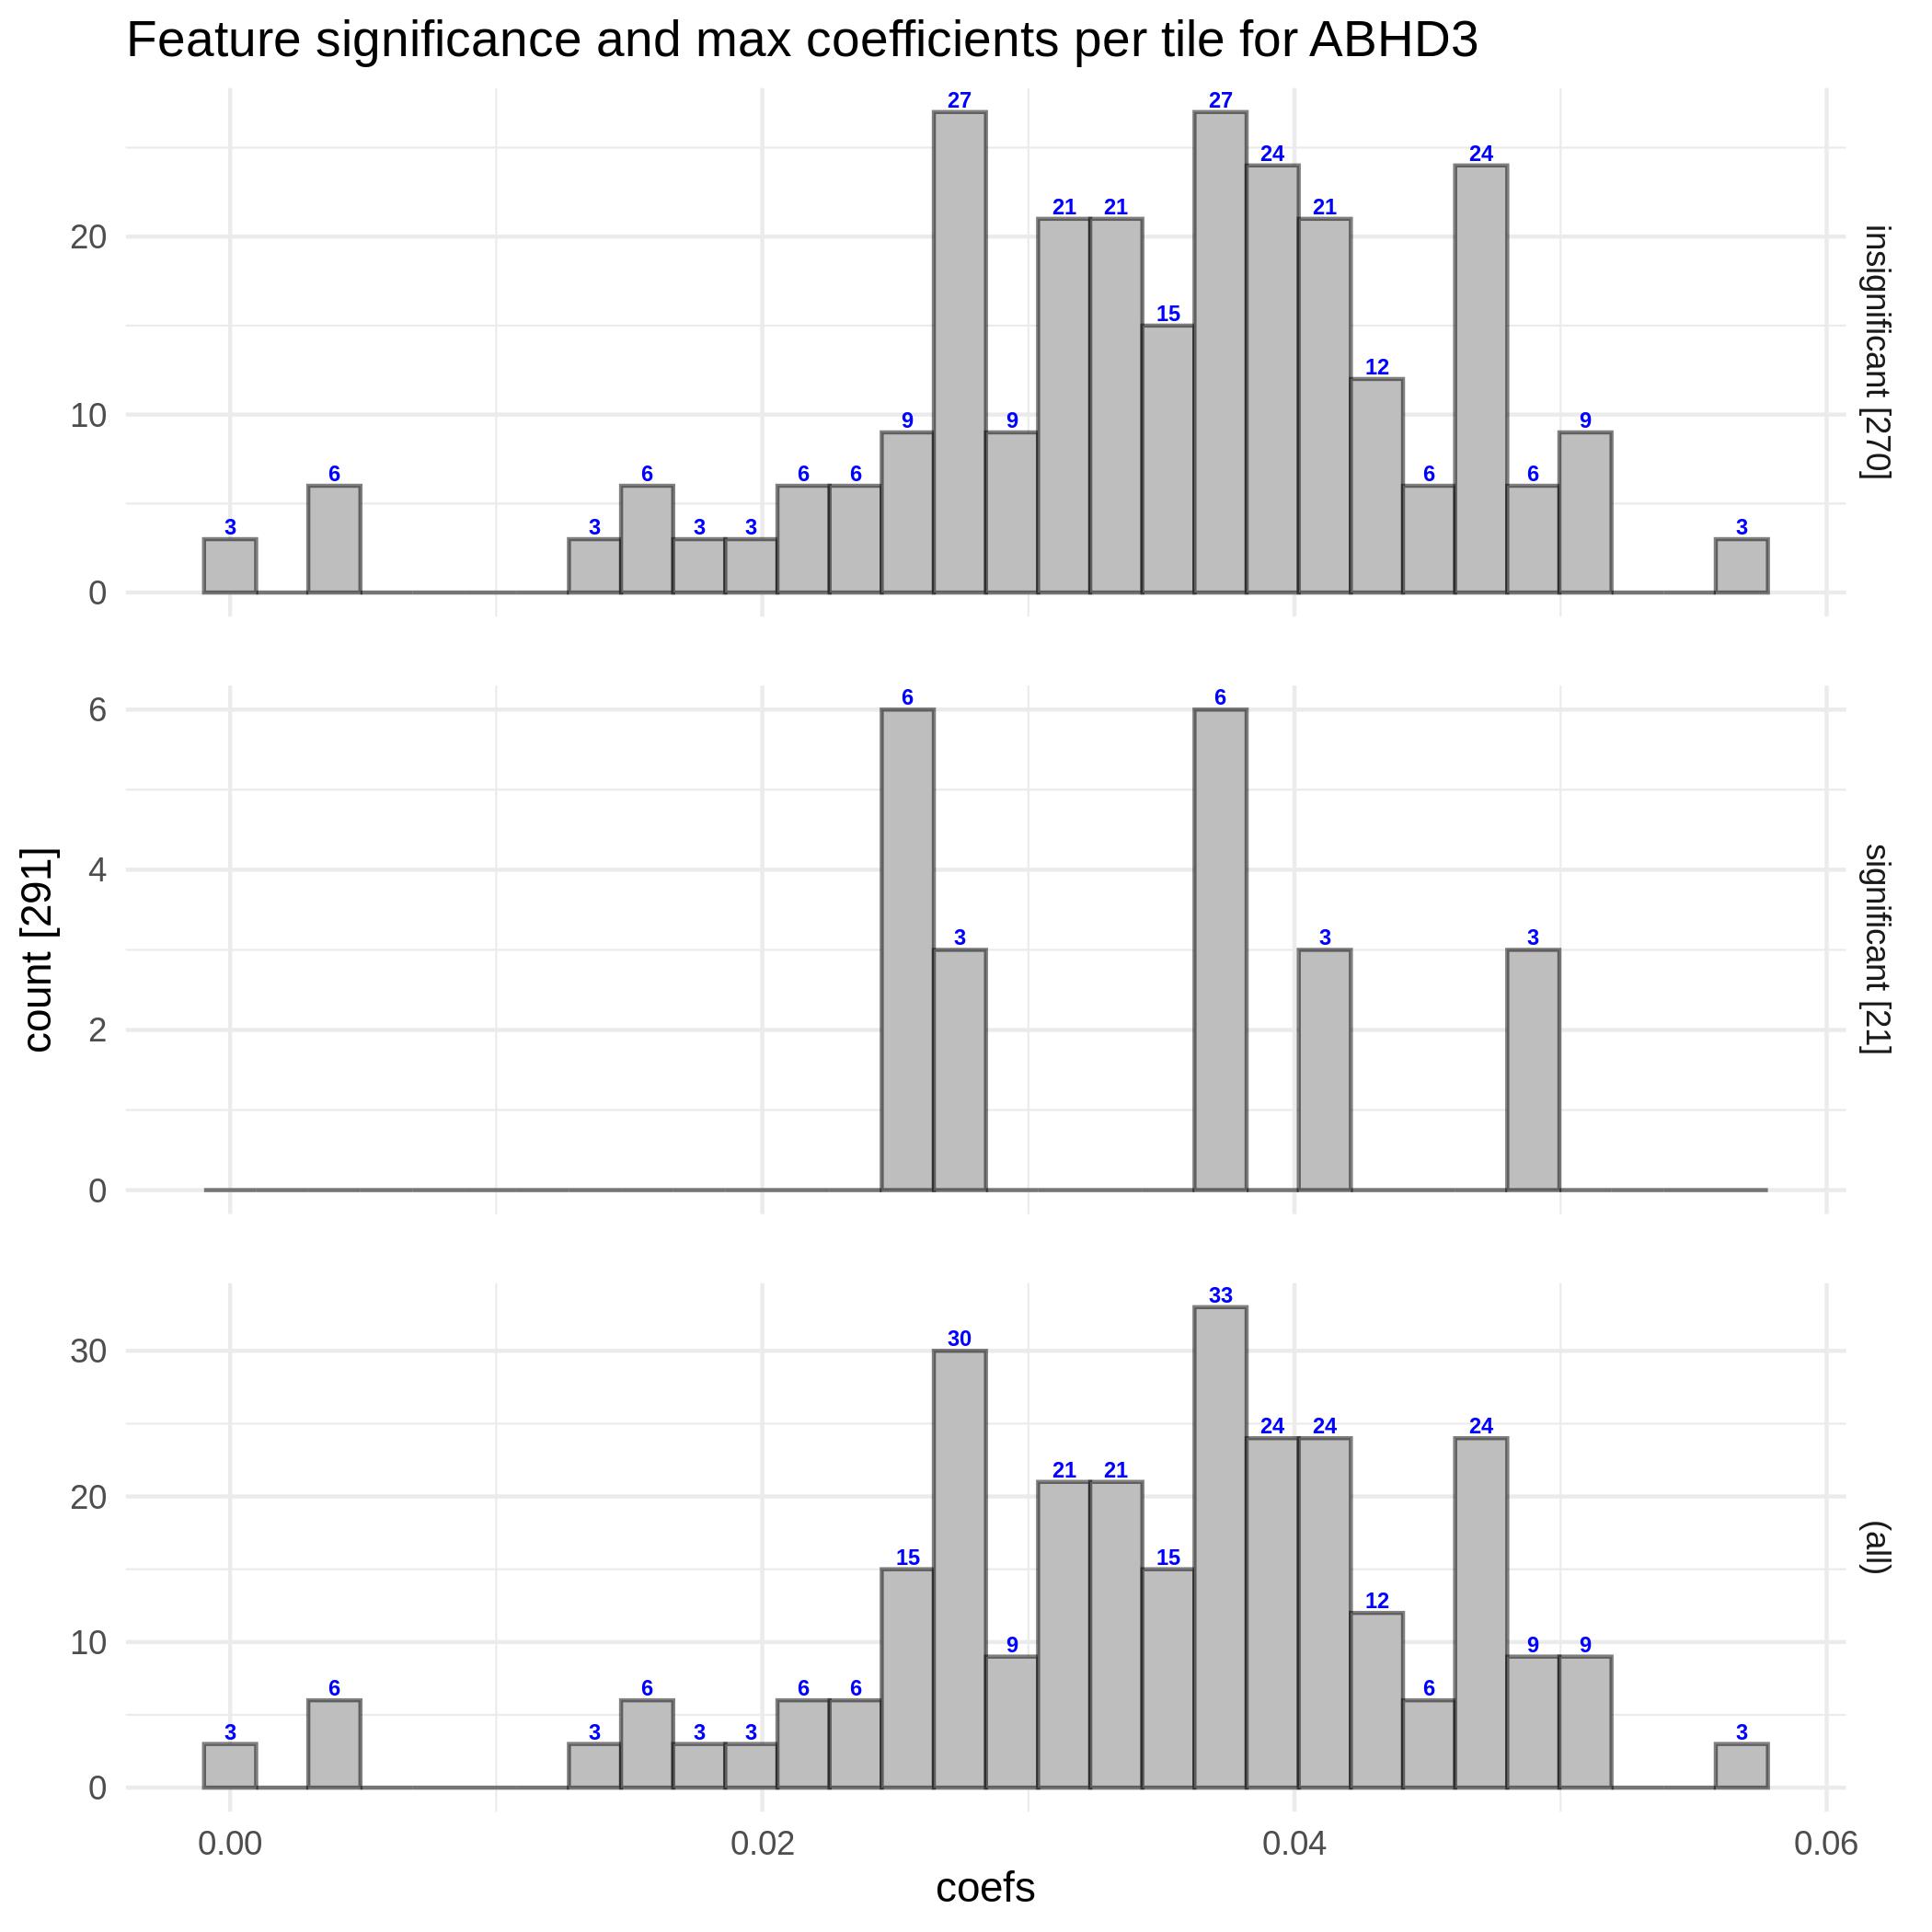 Feature significance and max coefficients per tile for ABHD3
27 27
24 24
21 21 21
15
12
9 9 9
6 6 6 6 6 6
3 3 3 3 3
20
10
0
insignificant [270]
6 6
3 3 3
6
4
2
0
significant [21]
count [291]
33
30
24 24 24
21 21
15 15
12
9 9 9
6 6 6 6 6
3 3 3 3 3
30
20
10
0
(all)
0.00 0.02 0.04 0.06
coefs